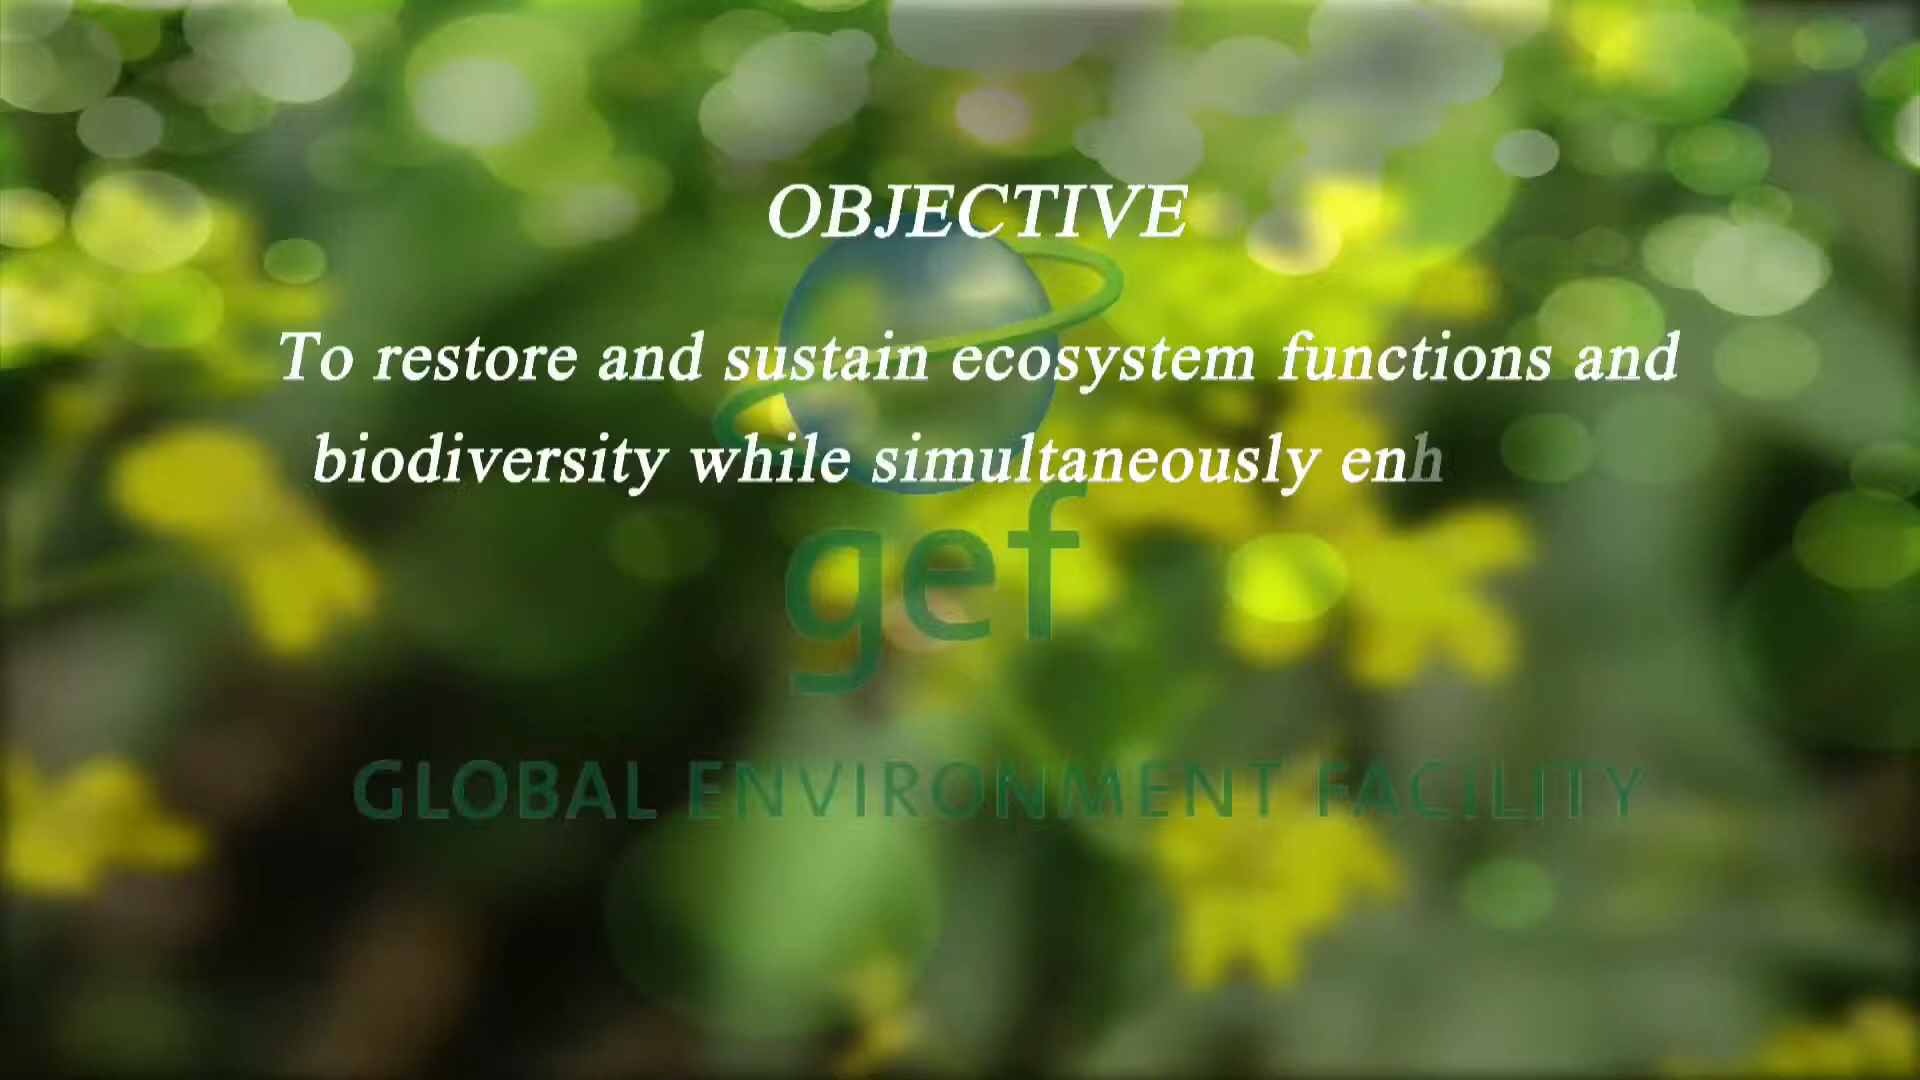 OBJECTIVE
To restore and sustain ecosystem functions and
biodiversity while simultaneously enh
gef
GLOBAL ENVIRONMENT FACILITY